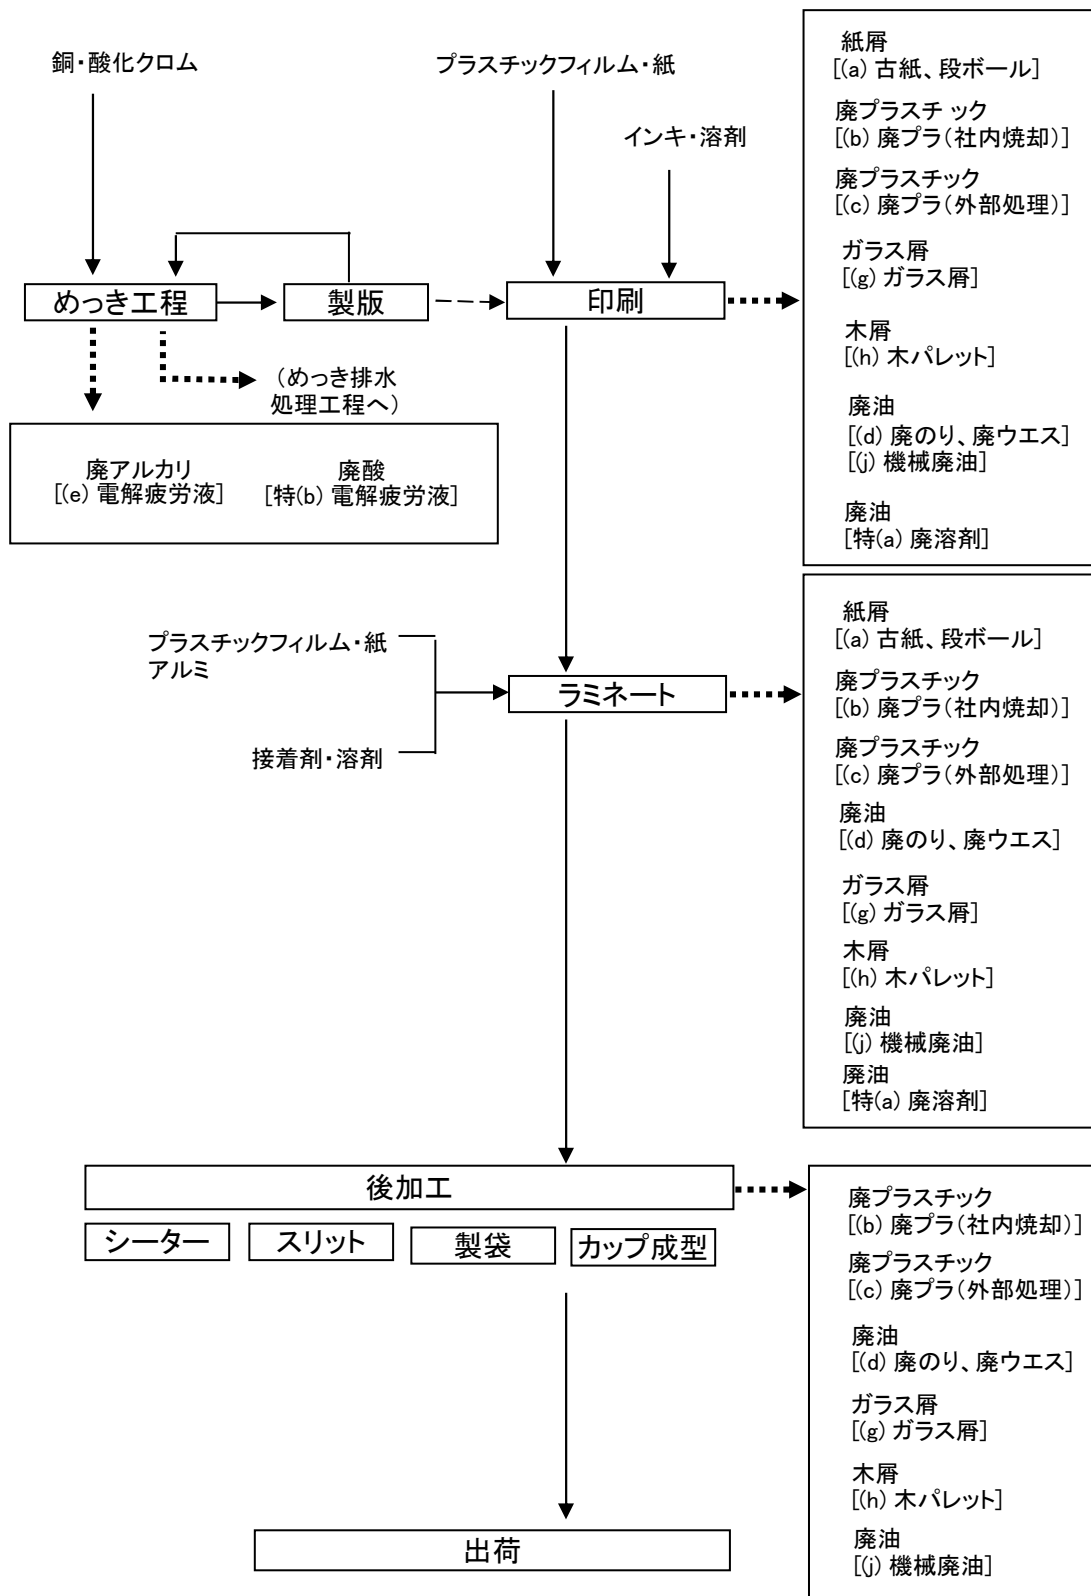 銅・酸化クロム
プラスチックフィルム・紙
インキ・溶剤
めっき工程
製版
印刷
(めっき排水
処理工程へ)
廃アルカリ
[(e) 電解疲労液]
廃酸
[特(b) 電解疲労液]
紙屑
[(a) 古紙、段ボール]
廃プラスチック
[(b) 廃プラ(社内焼却)]
廃プラスチック
[(c) 廃プラ(外部処理)]
ガラス屑
[(g) ガラス屑]
木屑
[(h) 木パレット]
廃油
[(d) 廃のり、廃ウエス]
[(j) 機械廃油]
廃油
[特(a) 廃溶剤]
プラスチックフィルム・紙
アルミ
接着剤・溶剤
ラミネート
紙屑
[(a) 古紙、段ボール]
廃プラスチック
[(b) 廃プラ(社内焼却)]
廃プラスチック
[(c) 廃プラ(外部処理)]
廃油
[(d) 廃のり、廃ウエス]
ガラス屑
[(g) ガラス屑]
木屑
[(h) 木パレット]
廃油
[(j) 機械廃油]
廃油
[特(a) 廃溶剤]
後加工
シーター
スリット
製袋
カップ成型
廃プラスチック
[(b) 廃プラ(社内焼却)]
廃プラスチック
[(c) 廃プラ(外部処理)]
廃油
[(d) 廃のり、廃ウエス]
ガラス屑
[(g) ガラス屑]
木屑
[(h) 木パレット]
廃油
[(j) 機械廃油]
出荷